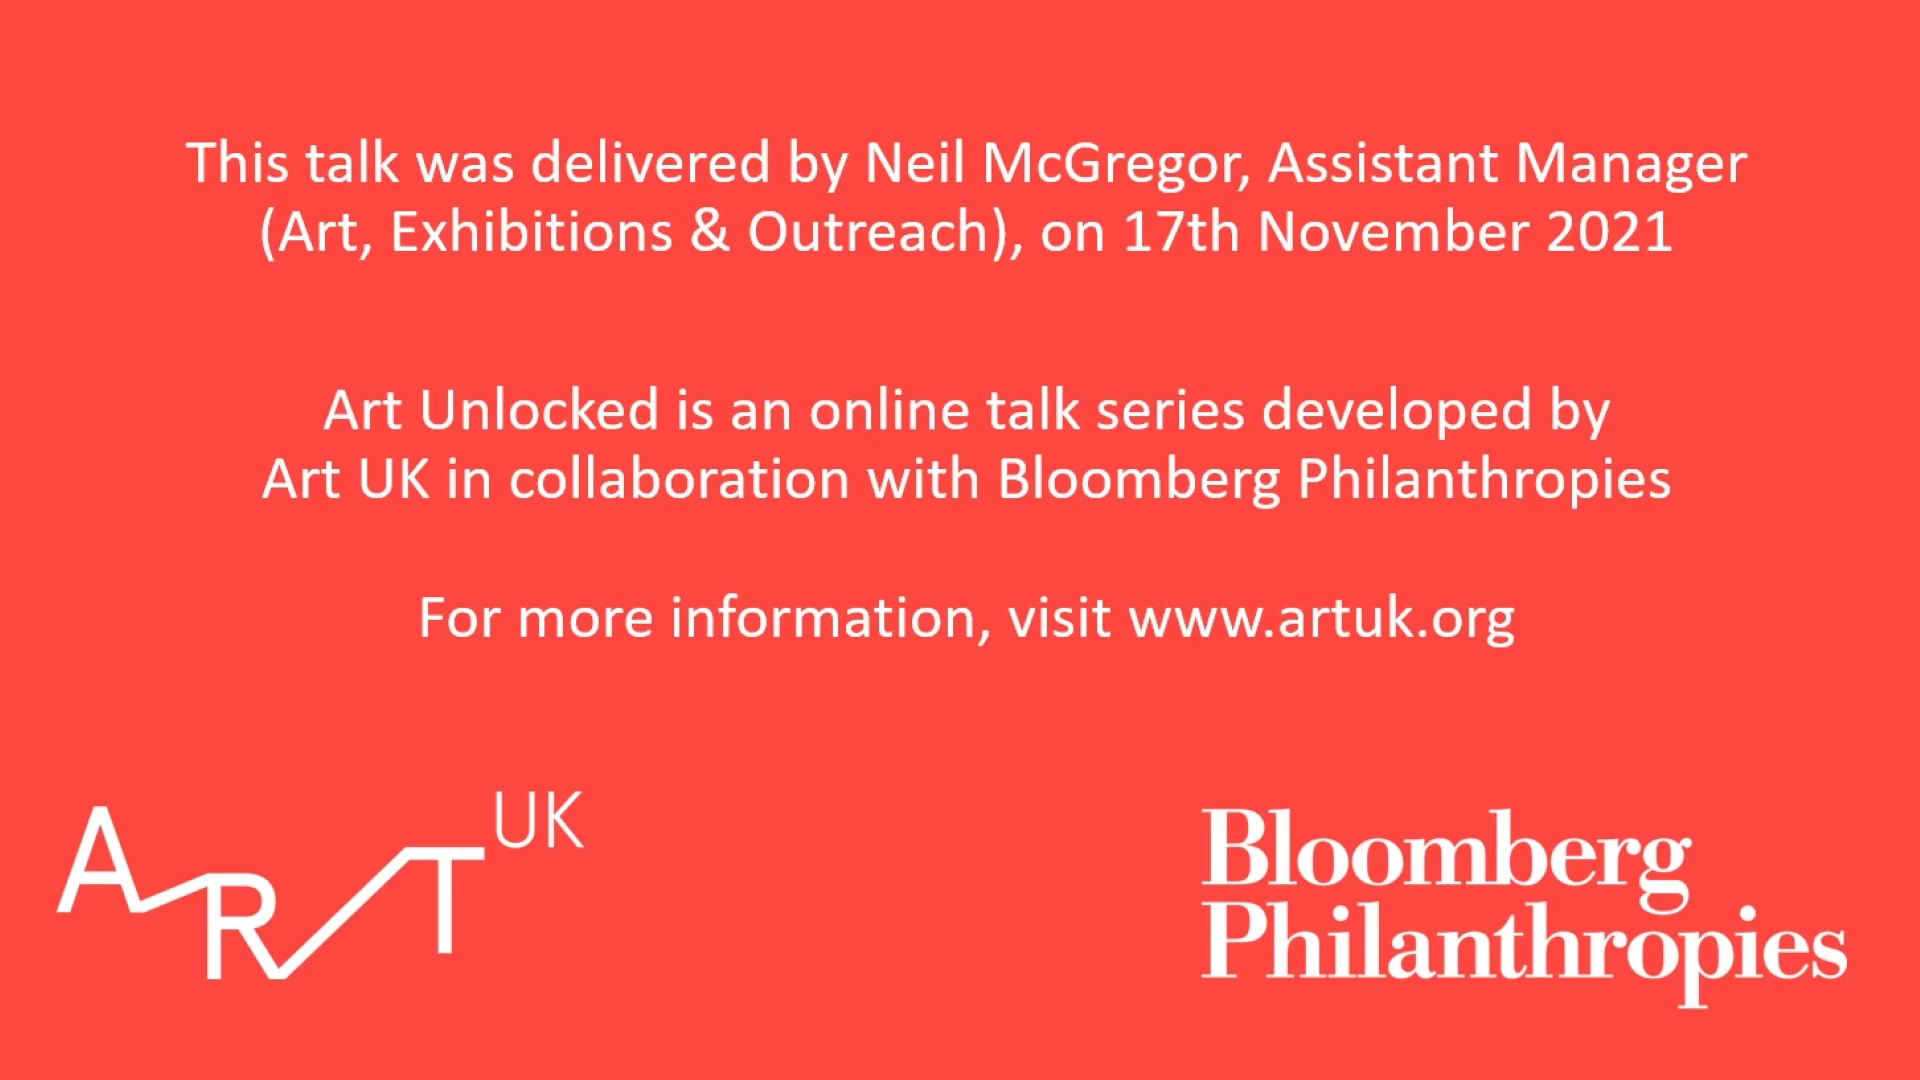 This talk was delivered by Neil McGregor, Assistant Manager
(Art, Exhibitions & Outreach), on 17th November 2021
Art Unlocked is an online talk series developed by
Art UK in collaboration with Bloomberg Philanthropies
For more information, visit www.artuk.org
ART UK
Bloomberg
Philanthropies